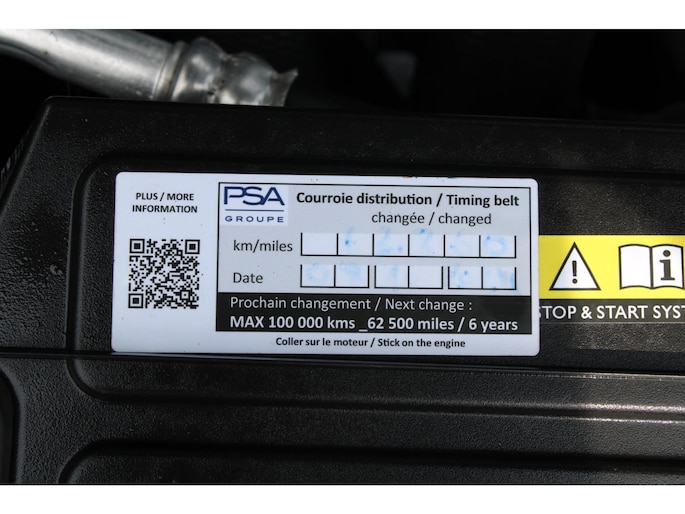 PLUS / MORE
INFORMATION
PSA
GROUPE
Courroie distribution / Timing belt
changée / changed
km/miles
Date
Prochain changement / Next change :
MAX 100 000 kms _62 500 miles / 6 years
Coller sur le moteur / Stick on the engine
STOP & START SYST